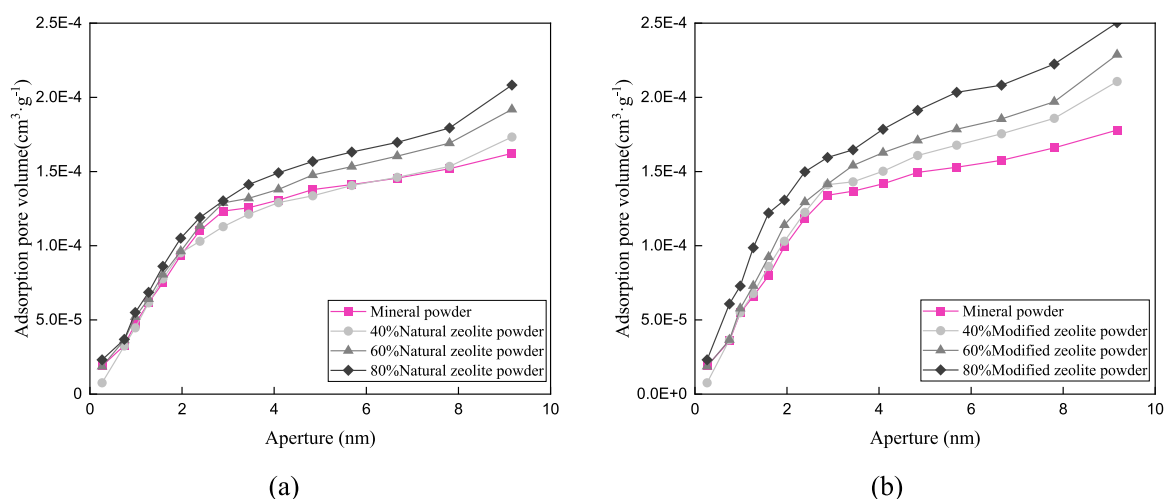 2.5E-4
2.0E-4
1.5E-4
1.0E-4
5.0E-5
0
0 2 4 6 8 10
Adsorption pore volume(cm³·g⁻¹)
Aperture (nm)
Mineral powder
40%Natural zeolite powder
60%Natural zeolite powder
80%Natural zeolite powder
(a)
2.5E-4
2.0E-4
1.5E-4
1.0E-4
5.0E-5
0.0E+0
0 2 4 6 8 10
Adsorption pore volume(cm³·g⁻¹)
Aperture (nm)
Mineral powder
40%Modified zeolite powder
60%Modified zeolite powder
80%Modified zeolite powder
(b)